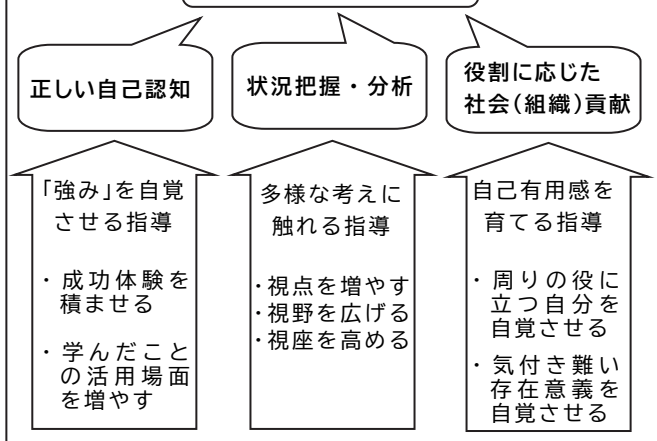 正しい自己認知
状況把握・分析
役割に応じた
社会(組織)貢献
「強み」を自覚
させる指導
・成功体験を
積ませる
・学んだこと
の活用場面
を増やす
多様な考えに
触れる指導
・視点を増やす
・視野を広げる
・視座を高める
自己有用感を
育てる指導
・周りの役に
立つ自分を
自覚させる
・気付き難い
存在意義を
自覚させる